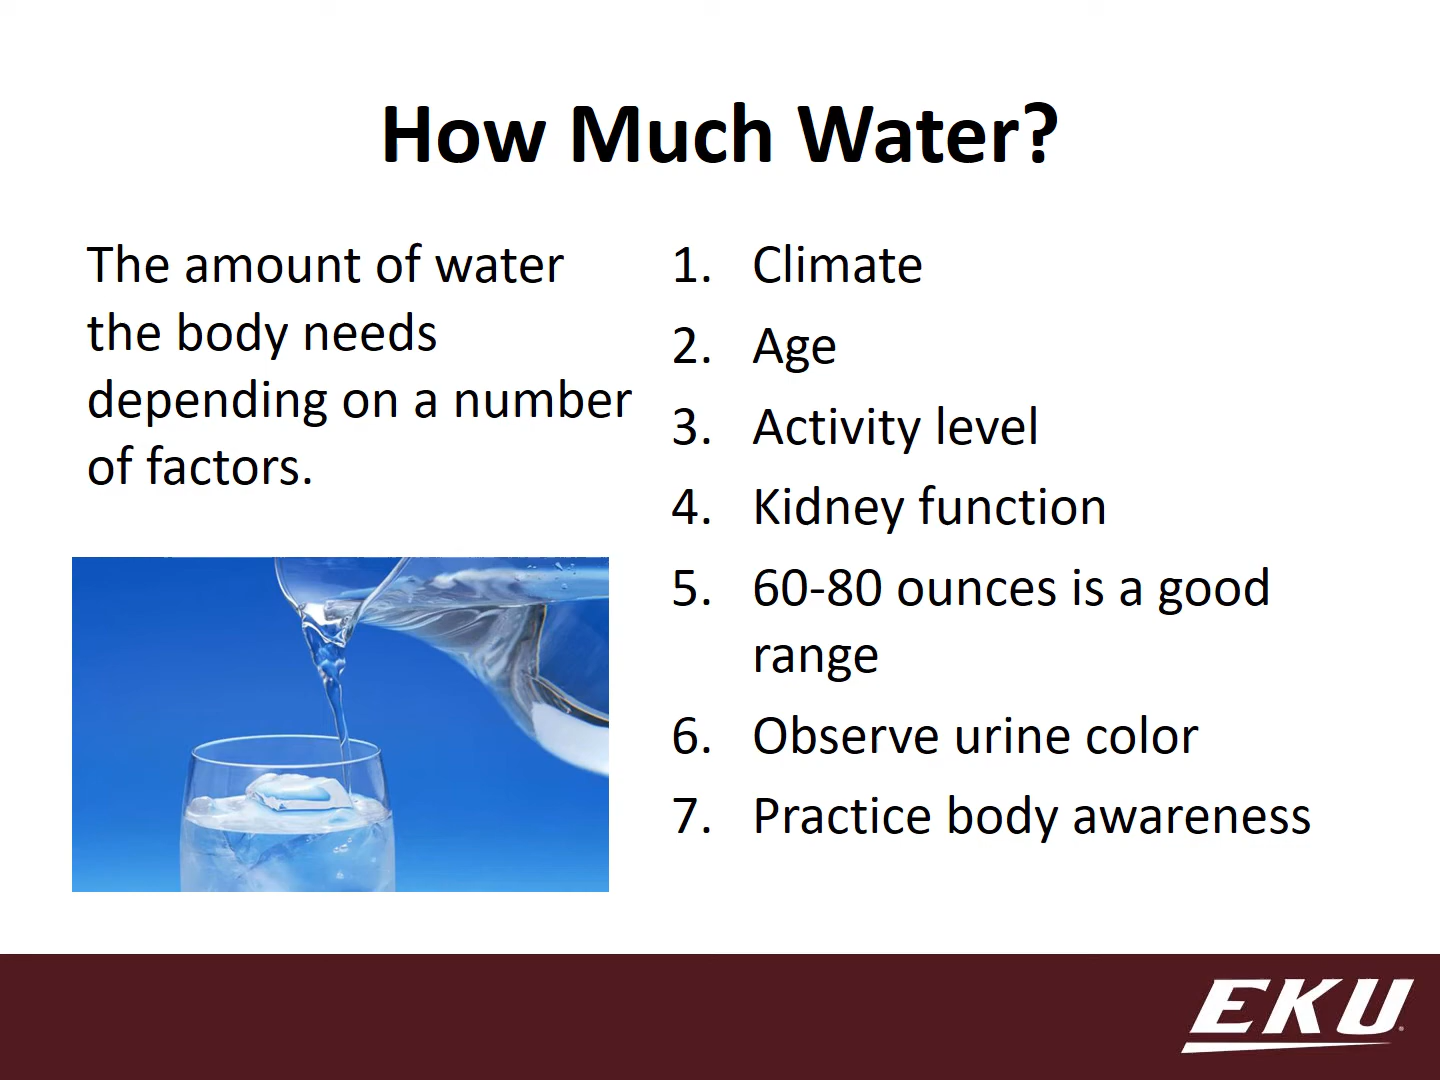 How Much Water?
The amount of water
the body needs
depending on a number
of factors.
1. Climate
2. Age
3. Activity level
4. Kidney function
5. 60-80 ounces is a good
range
6. Observe urine color
7. Practice body awareness
EKU